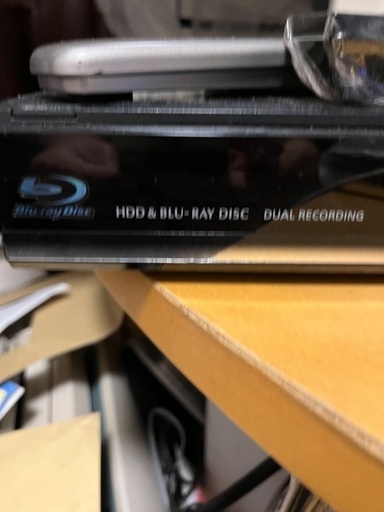 Blu-ray Disc
HDD & BLU-RAY DISC DUAL RECORDING